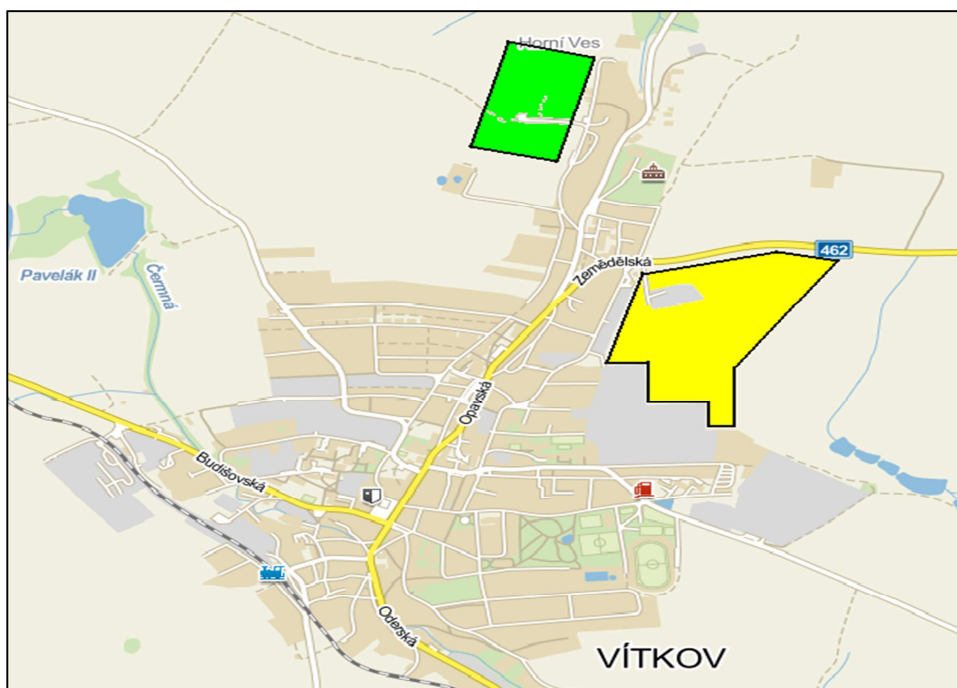 Horní Ves
462
Zemědělská
Pavelák II
Čermná
Opavská
Budišovská
Oderská
VÍTKOV